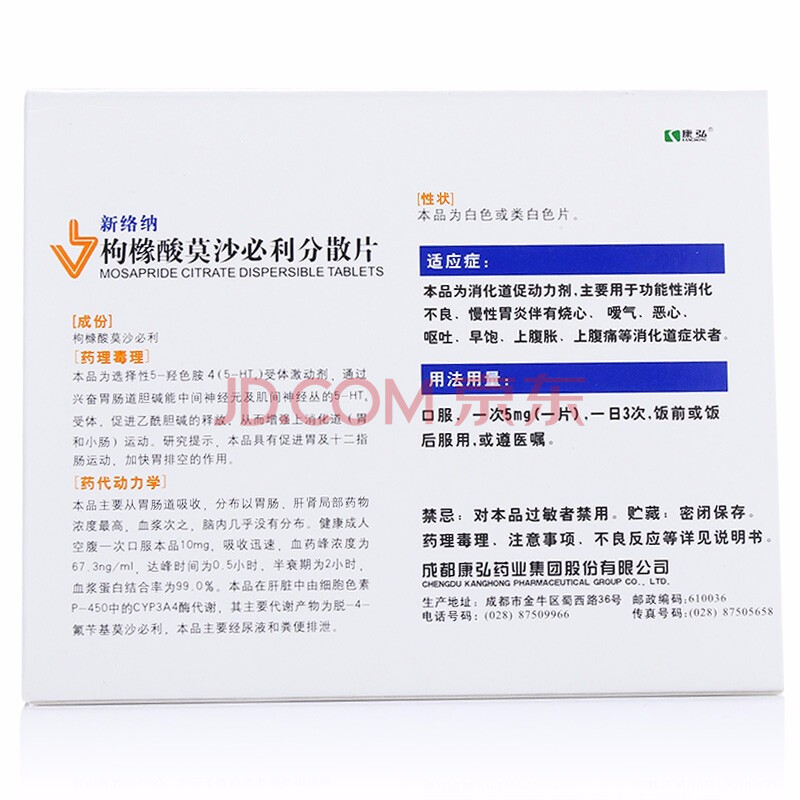 康弘
KANGHONG
新络纳
枸橼酸莫沙必利分散片
MOSAPRIDE CITRATE DISPERSIBLE TABLETS
[成份]
枸橼酸莫沙必利
[药理毒理]
本品为选择性5-羟色胺4(5-HT₄)受体激动剂，通过
兴奋胃肠道胆碱能中间神经元及肌间神经丛的5-HT₄
受体，促进乙酰胆碱的释放，从而增强上消化道（胃
和小肠）运动。研究提示，本品具有促进胃及十二指
肠运动，加快胃排空的作用。
[药代动力学]
本品主要从胃肠道吸收，分布以胃肠、肝肾局部药物
浓度最高，血浆次之，脑内几乎没有分布。健康成人
空腹一次口服本品10mg，吸收迅速，血药峰浓度为
67.3ng/ml，达峰时间为0.5小时，半衰期为2小时，
血浆蛋白结合率为99.0%。本品在肝脏中由细胞色素
P-450中的CYP3A4酶代谢，其主要代谢产物为脱-4-
氟苄基莫沙必利，本品主要经尿液和粪便排泄。
[性状]
本品为白色或类白色片。
适应症：
本品为消化道促动力剂，主要用于功能性消化
不良、慢性胃炎伴有烧心、嗳气、恶心、
呕吐、早饱、上腹胀、上腹痛等消化道症状者。
用法用量：
口服，一次5mg(一片)，一日3次，饭前或饭
后服用，或遵医嘱。
禁忌：对本品过敏者禁用。贮藏：密闭保存。
药理毒理、注意事项、不良反应等详见说明书。
成都康弘药业集团股份有限公司
CHENGDU KANGHONG PHARMACEUTICAL GROUP CO., LTD.
生产地址：成都市金牛区蜀西路36号 邮政编码：610036
电话号码：(028) 87509966 传真号码：(028) 87505658
JD.COM 京东